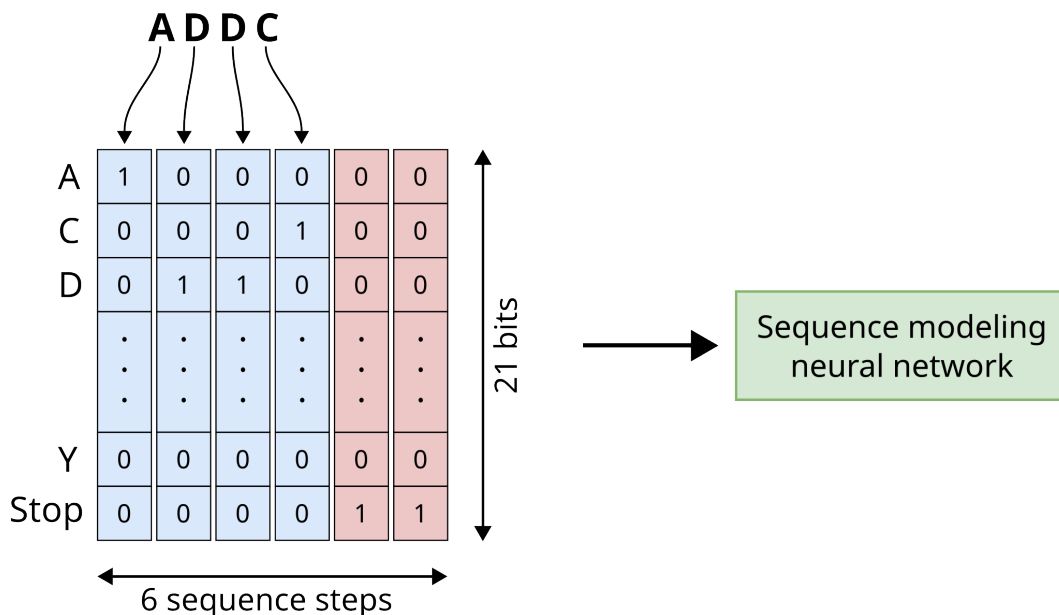 A D D C
A 1 0 0 0 0 0
C 0 0 0 1 0 0
D 0 1 1 0 0 0
Y 0 0 0 0 0 0
Stop 0 0 0 0 1 1
21 bits
6 sequence steps
Sequence modeling
neural network